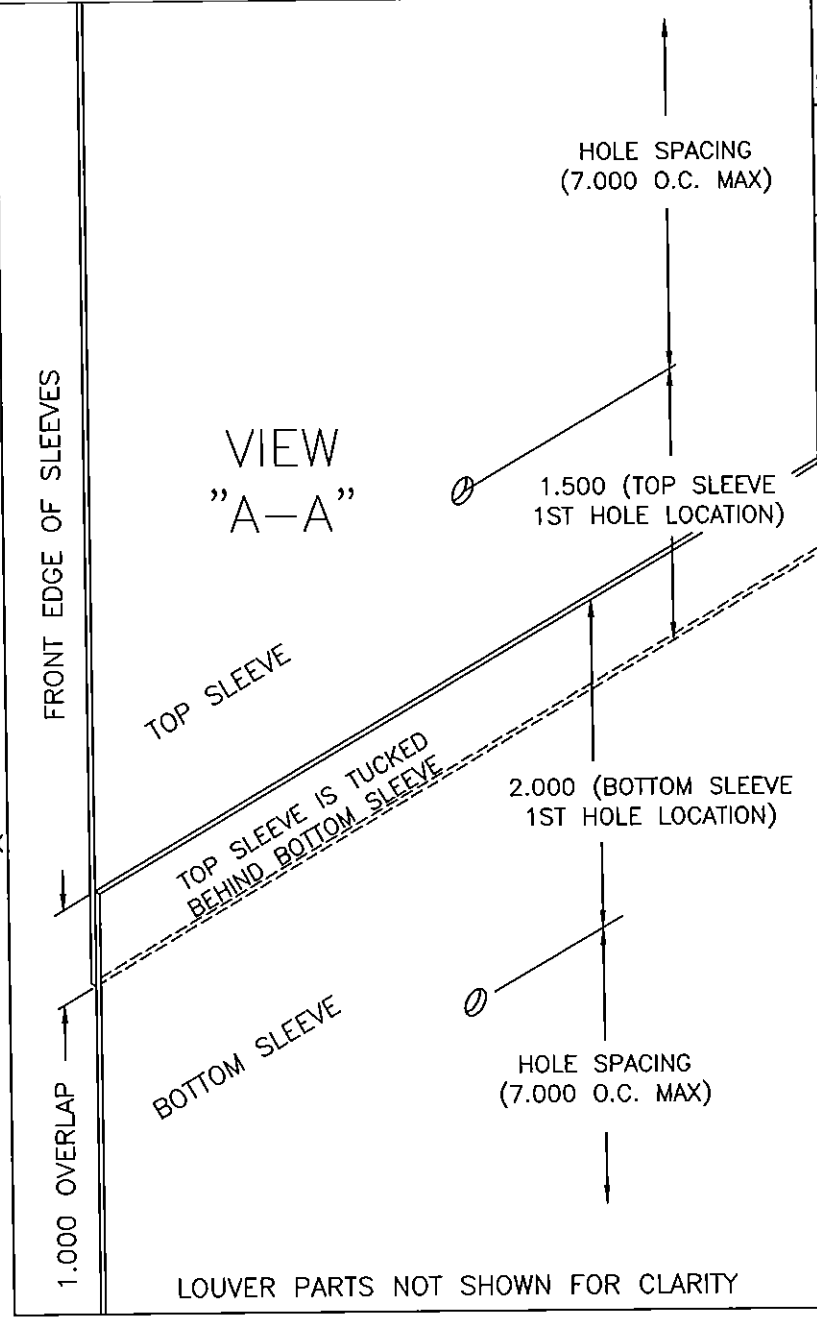 HOLE SPACING
(7.000 O.C. MAX)
FRONT EDGE OF SLEEVES
VIEW
"A–A"
1.500 (TOP SLEEVE
1ST HOLE LOCATION)
TOP SLEEVE
TOP SLEEVE IS TUCKED
BEHIND BOTTOM SLEEVE
2.000 (BOTTOM SLEEVE
1ST HOLE LOCATION)
BOTTOM SLEEVE
HOLE SPACING
(7.000 O.C. MAX)
1.000 OVERLAP
LOUVER PARTS NOT SHOWN FOR CLARITY